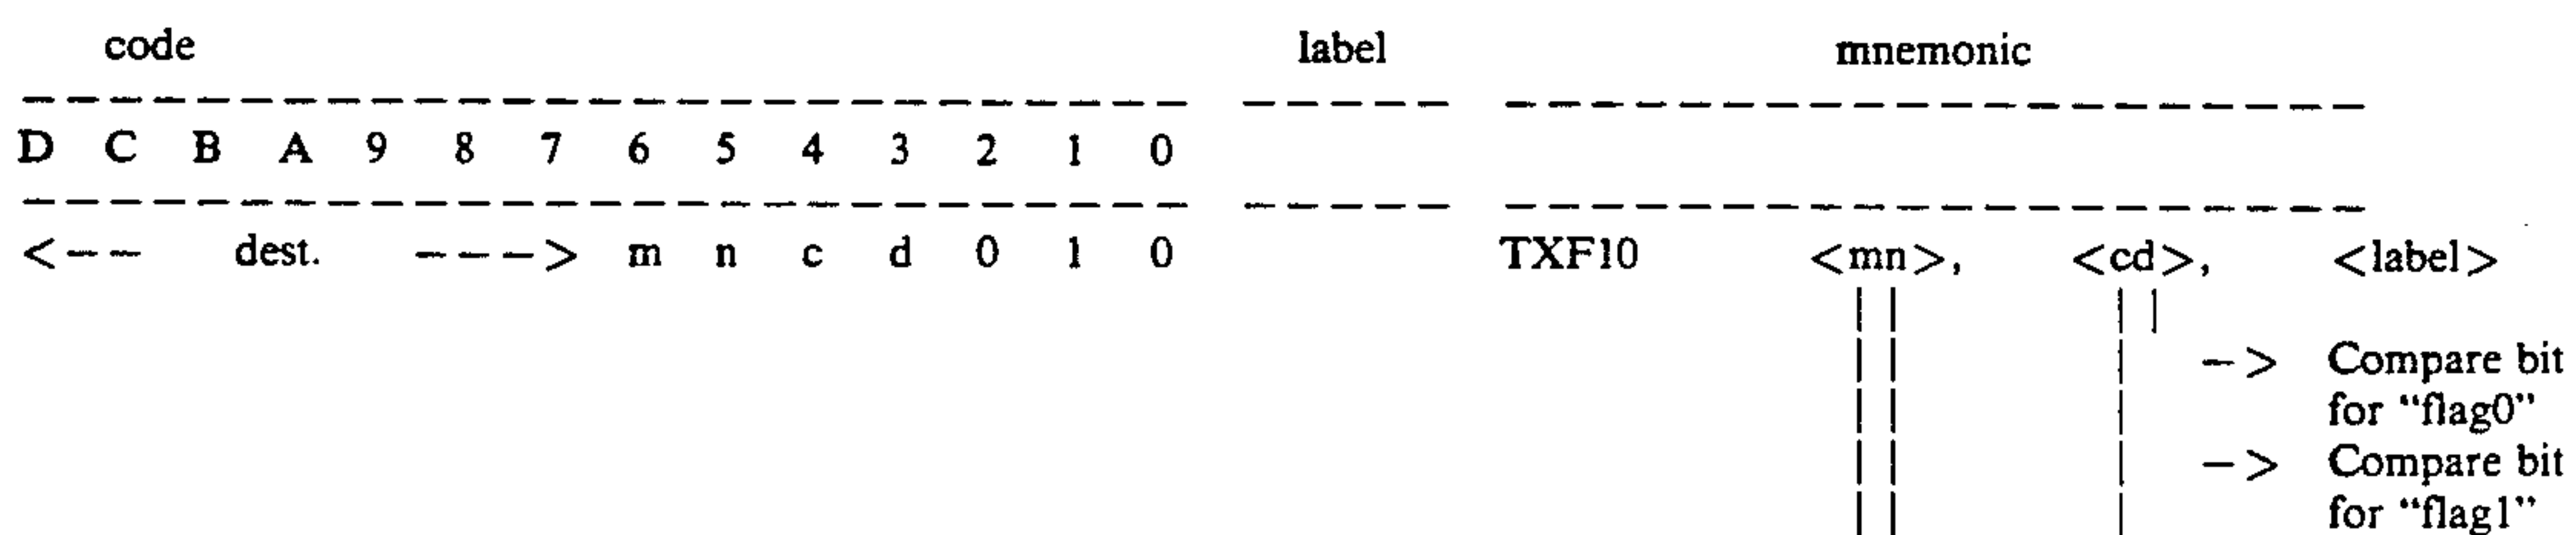 code label mnemonic
D C B A 9 8 7 6 5 4 3 2 1 0
<-- dest. ---> m n c d 0 1 0 TXF10 <mn>, <cd>, <label>
-> Compare bit
for “flag0”
-> Compare bit
for “flag1”